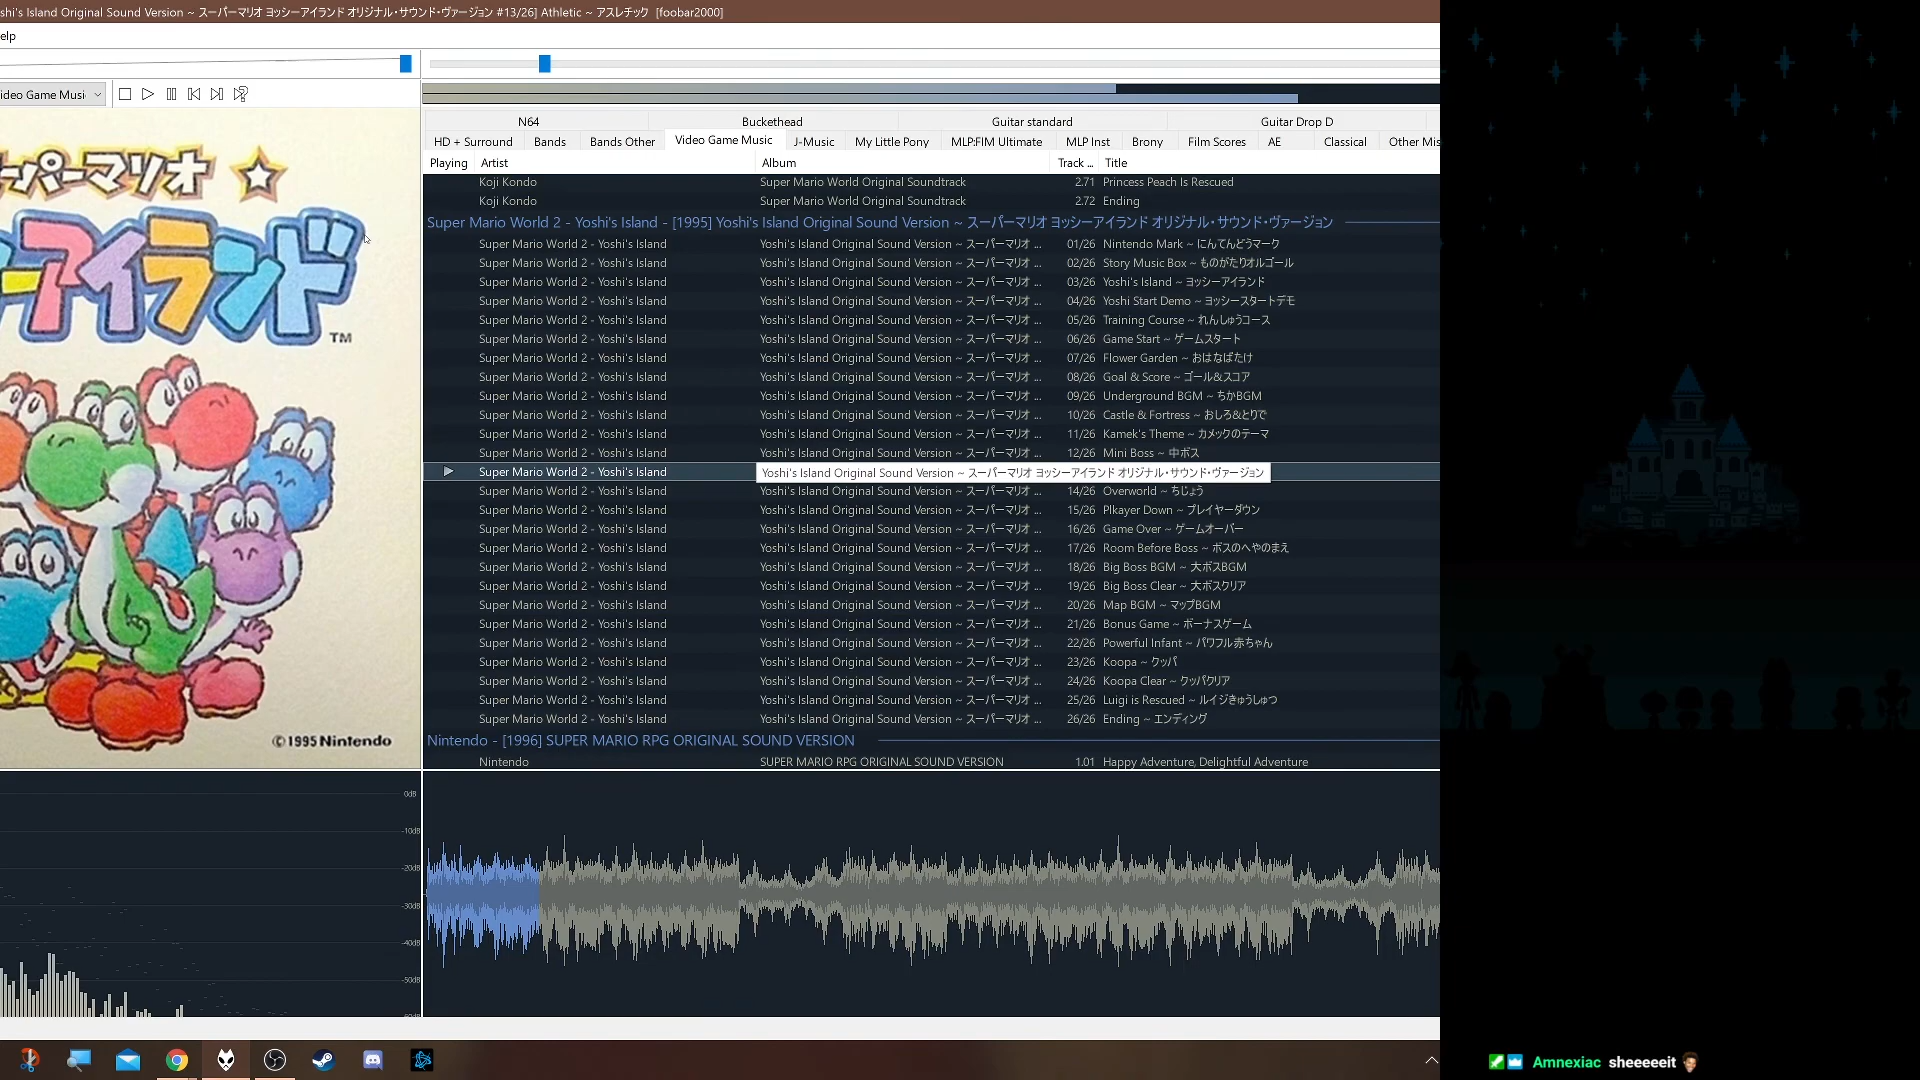 shi's Island Original Sound Version ~ スーパーマリオ ヨッシーアイランド オリジナル・サウンド・ヴァージョン #13/26] Athletic ~ アスレチック [foobar2000]
elp
ideo Game Musi
N64 Buckethead Guitar standard Guitar Drop D
HD + Surround Bands Bands Other Video Game Music J-Music My Little Pony MLP:FIM Ultimate MLP Inst Brony Film Scores AE Classical Other Mis
Playing Artist Album Track ... Title
Koji Kondo Super Mario World Original Soundtrack 2.71 Princess Peach Is Rescued
Koji Kondo Super Mario World Original Soundtrack 2.72 Ending
Super Mario World 2 - Yoshi's Island - [1995] Yoshi's Island Original Sound Version ~ スーパーマリオ ヨッシーアイランド オリジナル・サウンド・ヴァージョン
Super Mario World 2 - Yoshi's Island Yoshi's Island Original Sound Version ~ スーパーマリオ ... 01/26 Nintendo Mark ~ にんてんどうマーク
Super Mario World 2 - Yoshi's Island Yoshi's Island Original Sound Version ~ スーパーマリオ ... 02/26 Story Music Box ~ ものがたりオルゴール
Super Mario World 2 - Yoshi's Island Yoshi's Island Original Sound Version ~ スーパーマリオ ... 03/26 Yoshi's Island ~ ヨッシーアイランド
Super Mario World 2 - Yoshi's Island Yoshi's Island Original Sound Version ~ スーパーマリオ ... 04/26 Yoshi Start Demo ~ ヨッシースタートデモ
Super Mario World 2 - Yoshi's Island Yoshi's Island Original Sound Version ~ スーパーマリオ ... 05/26 Training Course ~ れんしゅうコース
Super Mario World 2 - Yoshi's Island Yoshi's Island Original Sound Version ~ スーパーマリオ ... 06/26 Game Start ~ ゲームスタート
Super Mario World 2 - Yoshi's Island Yoshi's Island Original Sound Version ~ スーパーマリオ ... 07/26 Flower Garden ~ おはなばたけ
Super Mario World 2 - Yoshi's Island Yoshi's Island Original Sound Version ~ スーパーマリオ ... 08/26 Goal & Score ~ ゴール&スコア
Super Mario World 2 - Yoshi's Island Yoshi's Island Original Sound Version ~ スーパーマリオ ... 09/26 Underground BGM ~ ちかBGM
Super Mario World 2 - Yoshi's Island Yoshi's Island Original Sound Version ~ スーパーマリオ ... 10/26 Castle & Fortress ~ おしろ&とりで
Super Mario World 2 - Yoshi's Island Yoshi's Island Original Sound Version ~ スーパーマリオ ... 11/26 Kamek's Theme ~ カメックのテーマ
Super Mario World 2 - Yoshi's Island Yoshi's Island Original Sound Version ~ スーパーマリオ ... 12/26 Mini Boss ~ 中ボス
Super Mario World 2 - Yoshi's Island Yoshi's Island Original Sound Version ~ スーパーマリオ ヨッシーアイランド オリジナル・サウンド・ヴァージョン
Super Mario World 2 - Yoshi's Island Yoshi's Island Original Sound Version ~ スーパーマリオ ... 14/26 Overworld ~ ちじょう
Super Mario World 2 - Yoshi's Island Yoshi's Island Original Sound Version ~ スーパーマリオ ... 15/26 Plkayer Down ~ プレイヤーダウン
Super Mario World 2 - Yoshi's Island Yoshi's Island Original Sound Version ~ スーパーマリオ ... 16/26 Game Over ~ ゲームオーバー
Super Mario World 2 - Yoshi's Island Yoshi's Island Original Sound Version ~ スーパーマリオ ... 17/26 Room Before Boss ~ ボスのへやのまえ
Super Mario World 2 - Yoshi's Island Yoshi's Island Original Sound Version ~ スーパーマリオ ... 18/26 Big Boss BGM ~ 大ボスBGM
Super Mario World 2 - Yoshi's Island Yoshi's Island Original Sound Version ~ スーパーマリオ ... 19/26 Big Boss Clear ~ 大ボスクリア
Super Mario World 2 - Yoshi's Island Yoshi's Island Original Sound Version ~ スーパーマリオ ... 20/26 Map BGM ~ マップBGM
Super Mario World 2 - Yoshi's Island Yoshi's Island Original Sound Version ~ スーパーマリオ ... 21/26 Bonus Game ~ ボーナスゲーム
Super Mario World 2 - Yoshi's Island Yoshi's Island Original Sound Version ~ スーパーマリオ ... 22/26 Powerful Infant ~ パワフル赤ちゃん
Super Mario World 2 - Yoshi's Island Yoshi's Island Original Sound Version ~ スーパーマリオ ... 23/26 Koopa ~ クッパ
Super Mario World 2 - Yoshi's Island Yoshi's Island Original Sound Version ~ スーパーマリオ ... 24/26 Koopa Clear ~ クッパクリア
Super Mario World 2 - Yoshi's Island Yoshi's Island Original Sound Version ~ スーパーマリオ ... 25/26 Luigi is Rescued ~ ルイジきゅうしゅつ
Super Mario World 2 - Yoshi's Island Yoshi's Island Original Sound Version ~ スーパーマリオ ... 26/26 Ending ~ エンディング
Nintendo - [1996] SUPER MARIO RPG ORIGINAL SOUND VERSION
Nintendo SUPER MARIO RPG ORIGINAL SOUND VERSION 1.01 Happy Adventure, Delightful Adventure
ーパーマリオ
ーアイランド
TM
©1995 Nintendo
0dB
-10dB
-20dB
-30dB
-40dB
-50dB
Amnexiac sheeeeeit